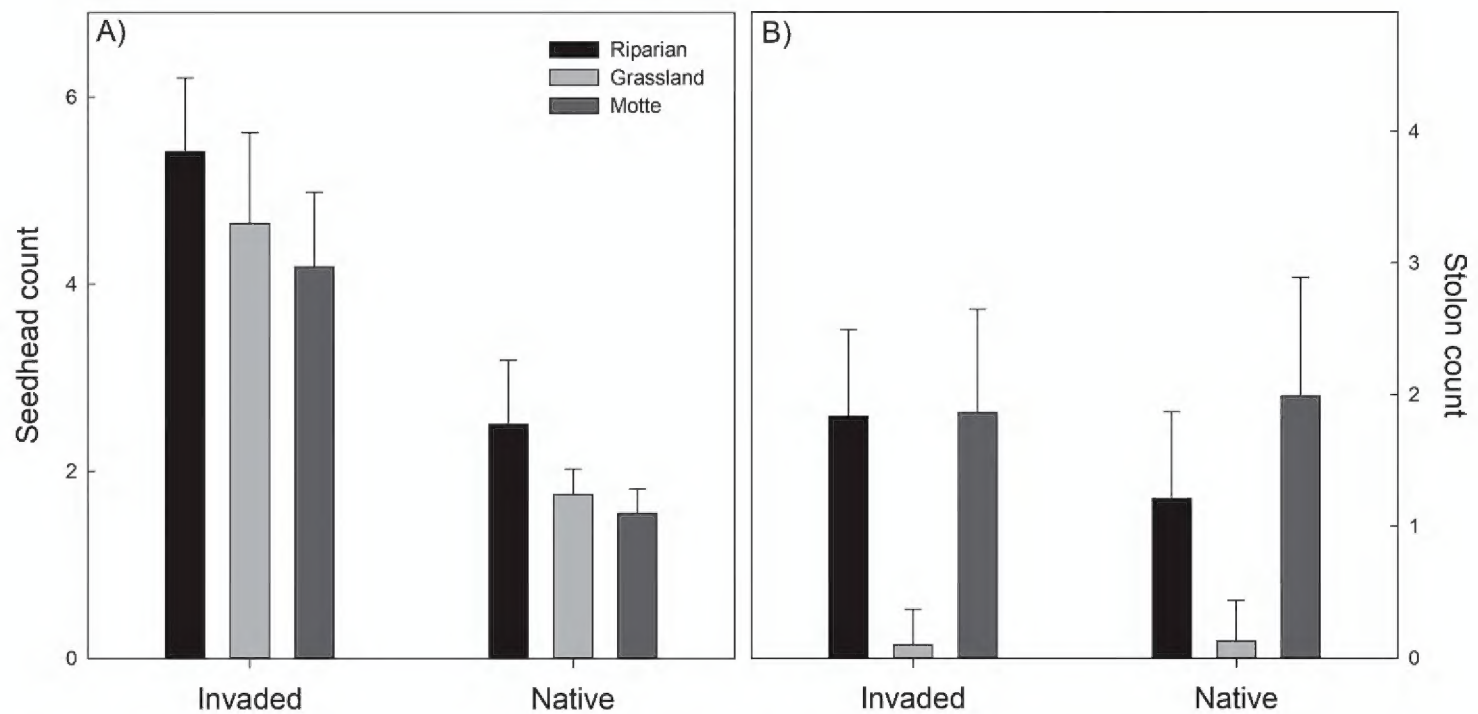 A)
Riparian
Grassland
Motte
6
4
2
0
Seedhead count
Invaded
Native
B)
4
3
2
1
0
Stolon count
Invaded
Native